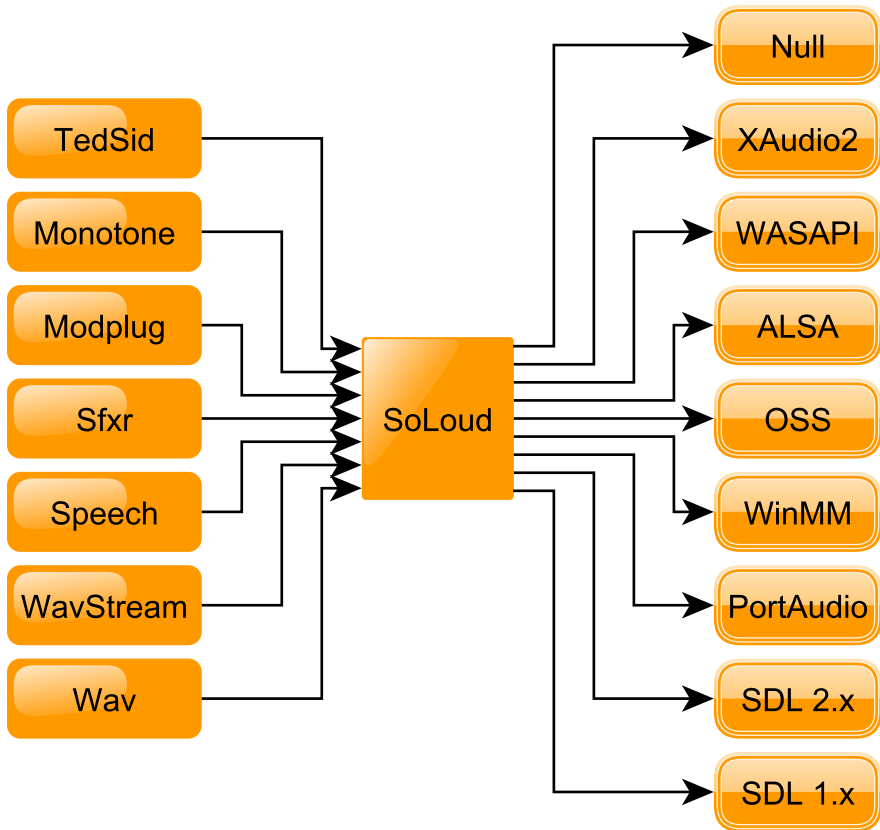 TedSid
Monotone
Modplug
Sfxr
Speech
WavStream
Wav
SoLoud
Null
XAudio2
WASAPI
ALSA
OSS
WinMM
PortAudio
SDL 2.x
SDL 1.x